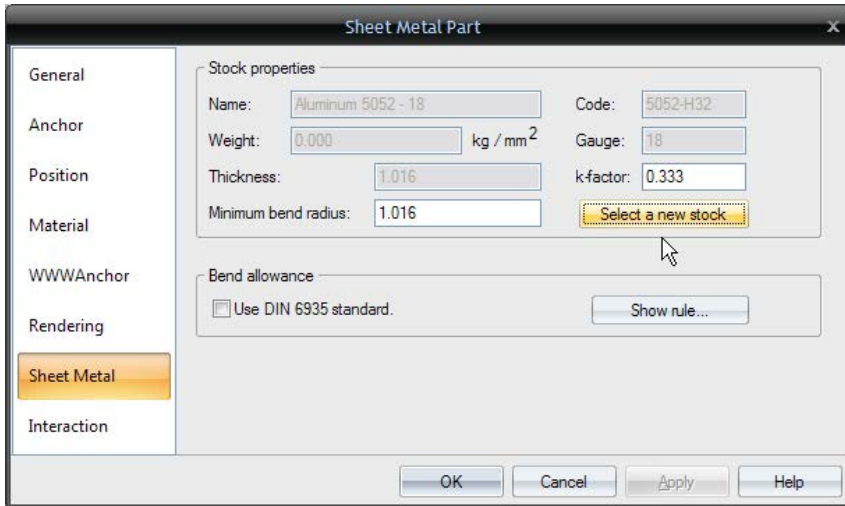 Sheet Metal Part x
General
Anchor
Position
Material
WWWAnchor
Rendering
Sheet Metal
Interaction
Stock properties
Name: Aluminum 5052 - 18 Code: 5052-H32
Weight: 0.000 kg / mm2 Gauge: 18
Thickness: 1.016 k-factor: 0.333
Minimum bend radius: 1.016 Select a new stock
Bend allowance
Use DIN 6935 standard. Show rule...
OK Cancel Apply Help